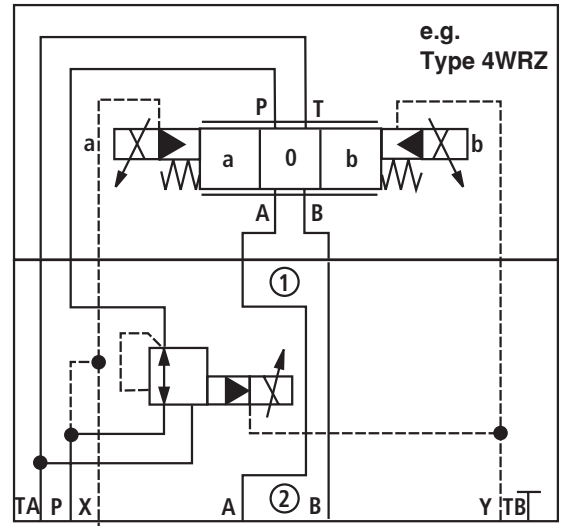 e.g.
Type 4WRZ
P T
a a 0 b b
A B
①
②
TA P X A B Y TB